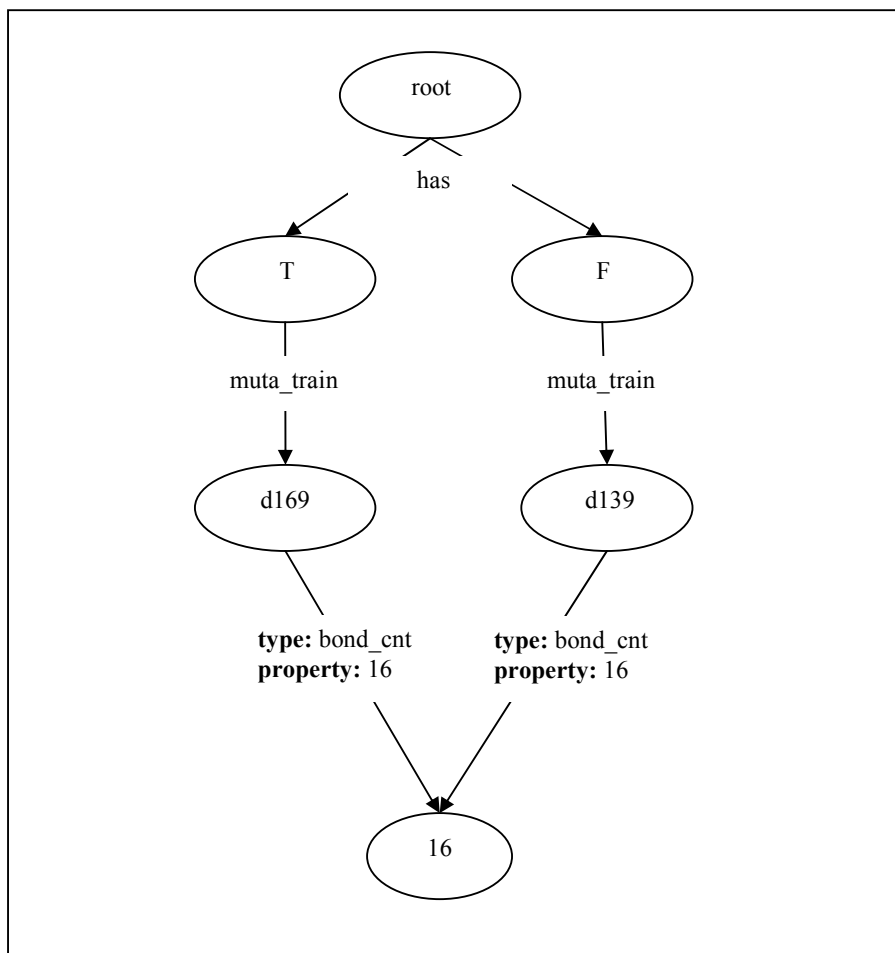 root
has
T
F
muta_train
muta_train
d169
d139
type: bond_cnt
property: 16
type: bond_cnt
property: 16
16